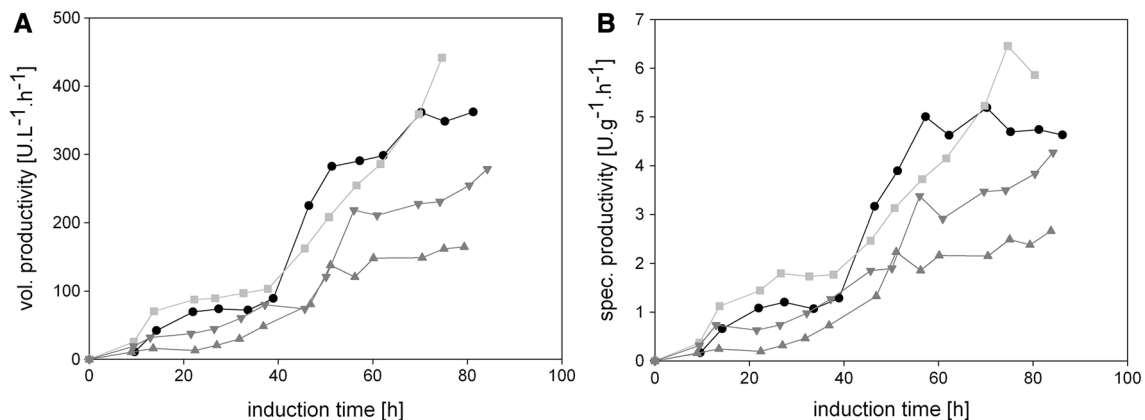 A
vol. productivity [U.L⁻¹.h⁻¹]
500
400
300
200
100
0
0 20 40 60 80 100
induction time [h]
B
spec. productivity [U.g⁻¹.h⁻¹]
7
6
5
4
3
2
1
0
0 20 40 60 80 100
induction time [h]